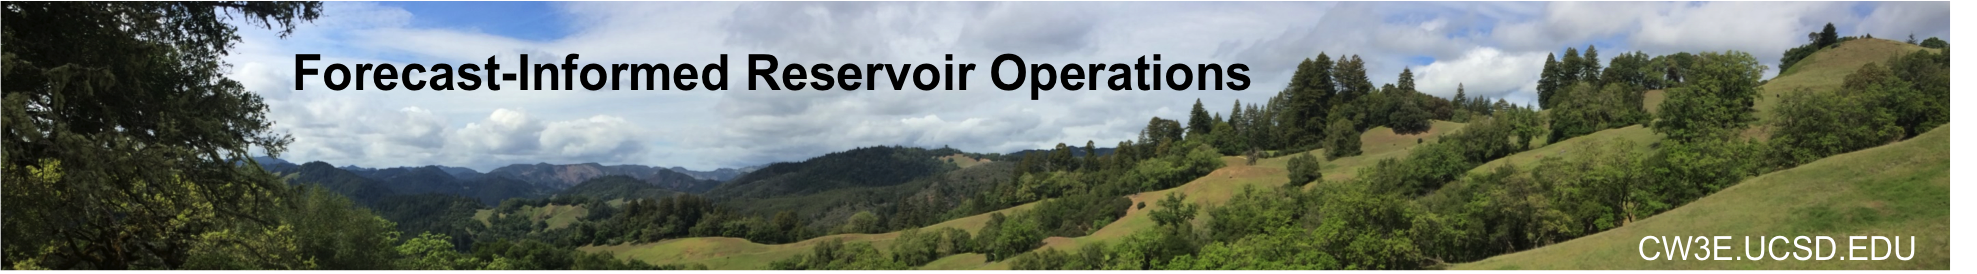 Forecast-Informed Reservoir Operations
CW3E.UCSD.EDU